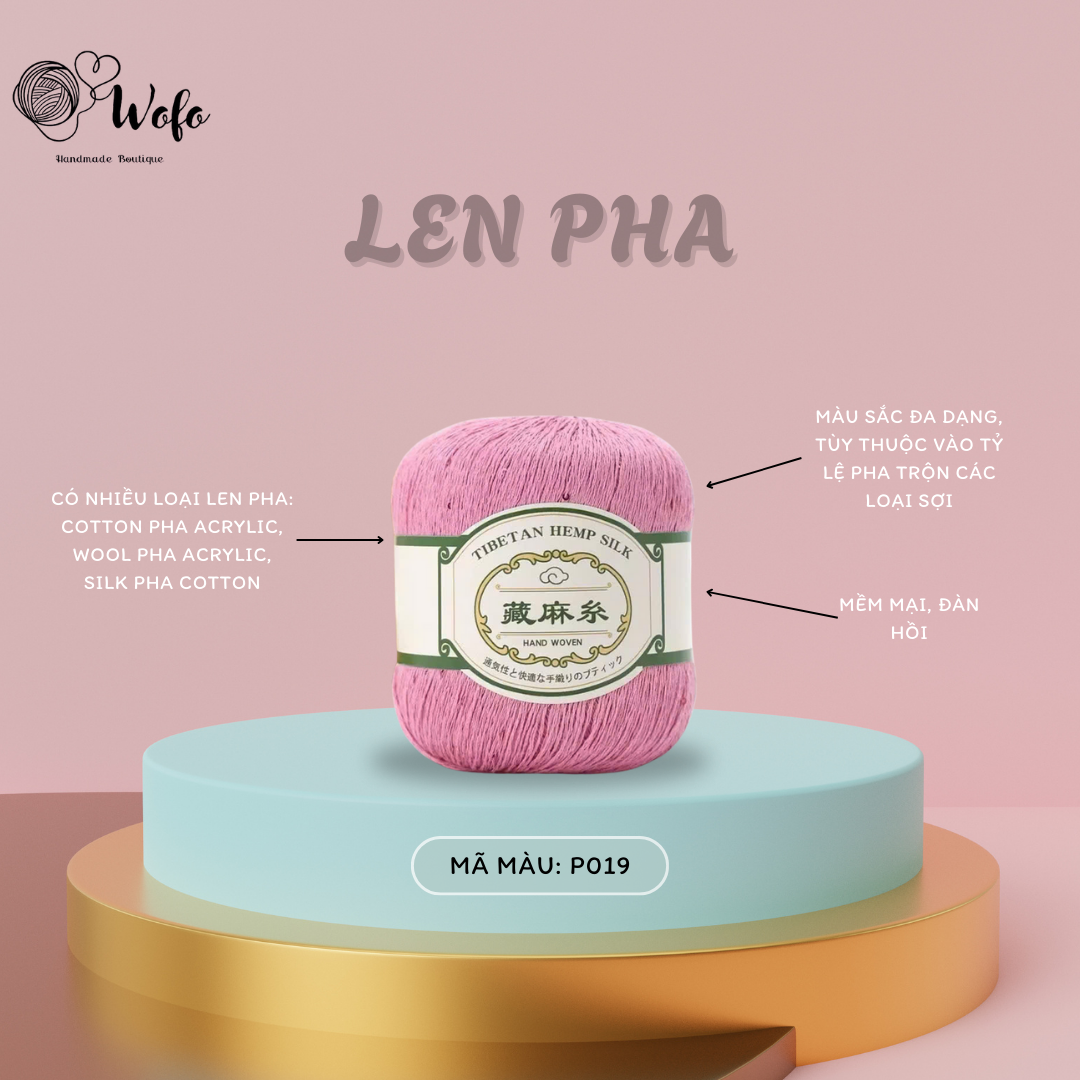 Wofo
Handmade Boutique
LEN PHA
MÀU SẮC ĐA DẠNG,
TÙY THUỘC VÀO TỶ
LỆ PHA TRỘN CÁC
LOẠI SỢI
CÓ NHIỀU LOẠI LEN PHA:
COTTON PHA ACRYLIC,
WOOL PHA ACRYLIC,
SILK PHA COTTON
TIBETAN HEMP SILK
藏麻糸
HAND WOVEN
通気性と快適な手織りのブティック
MỀM MẠI, ĐÀN
HỒI
MÃ MÀU: P019